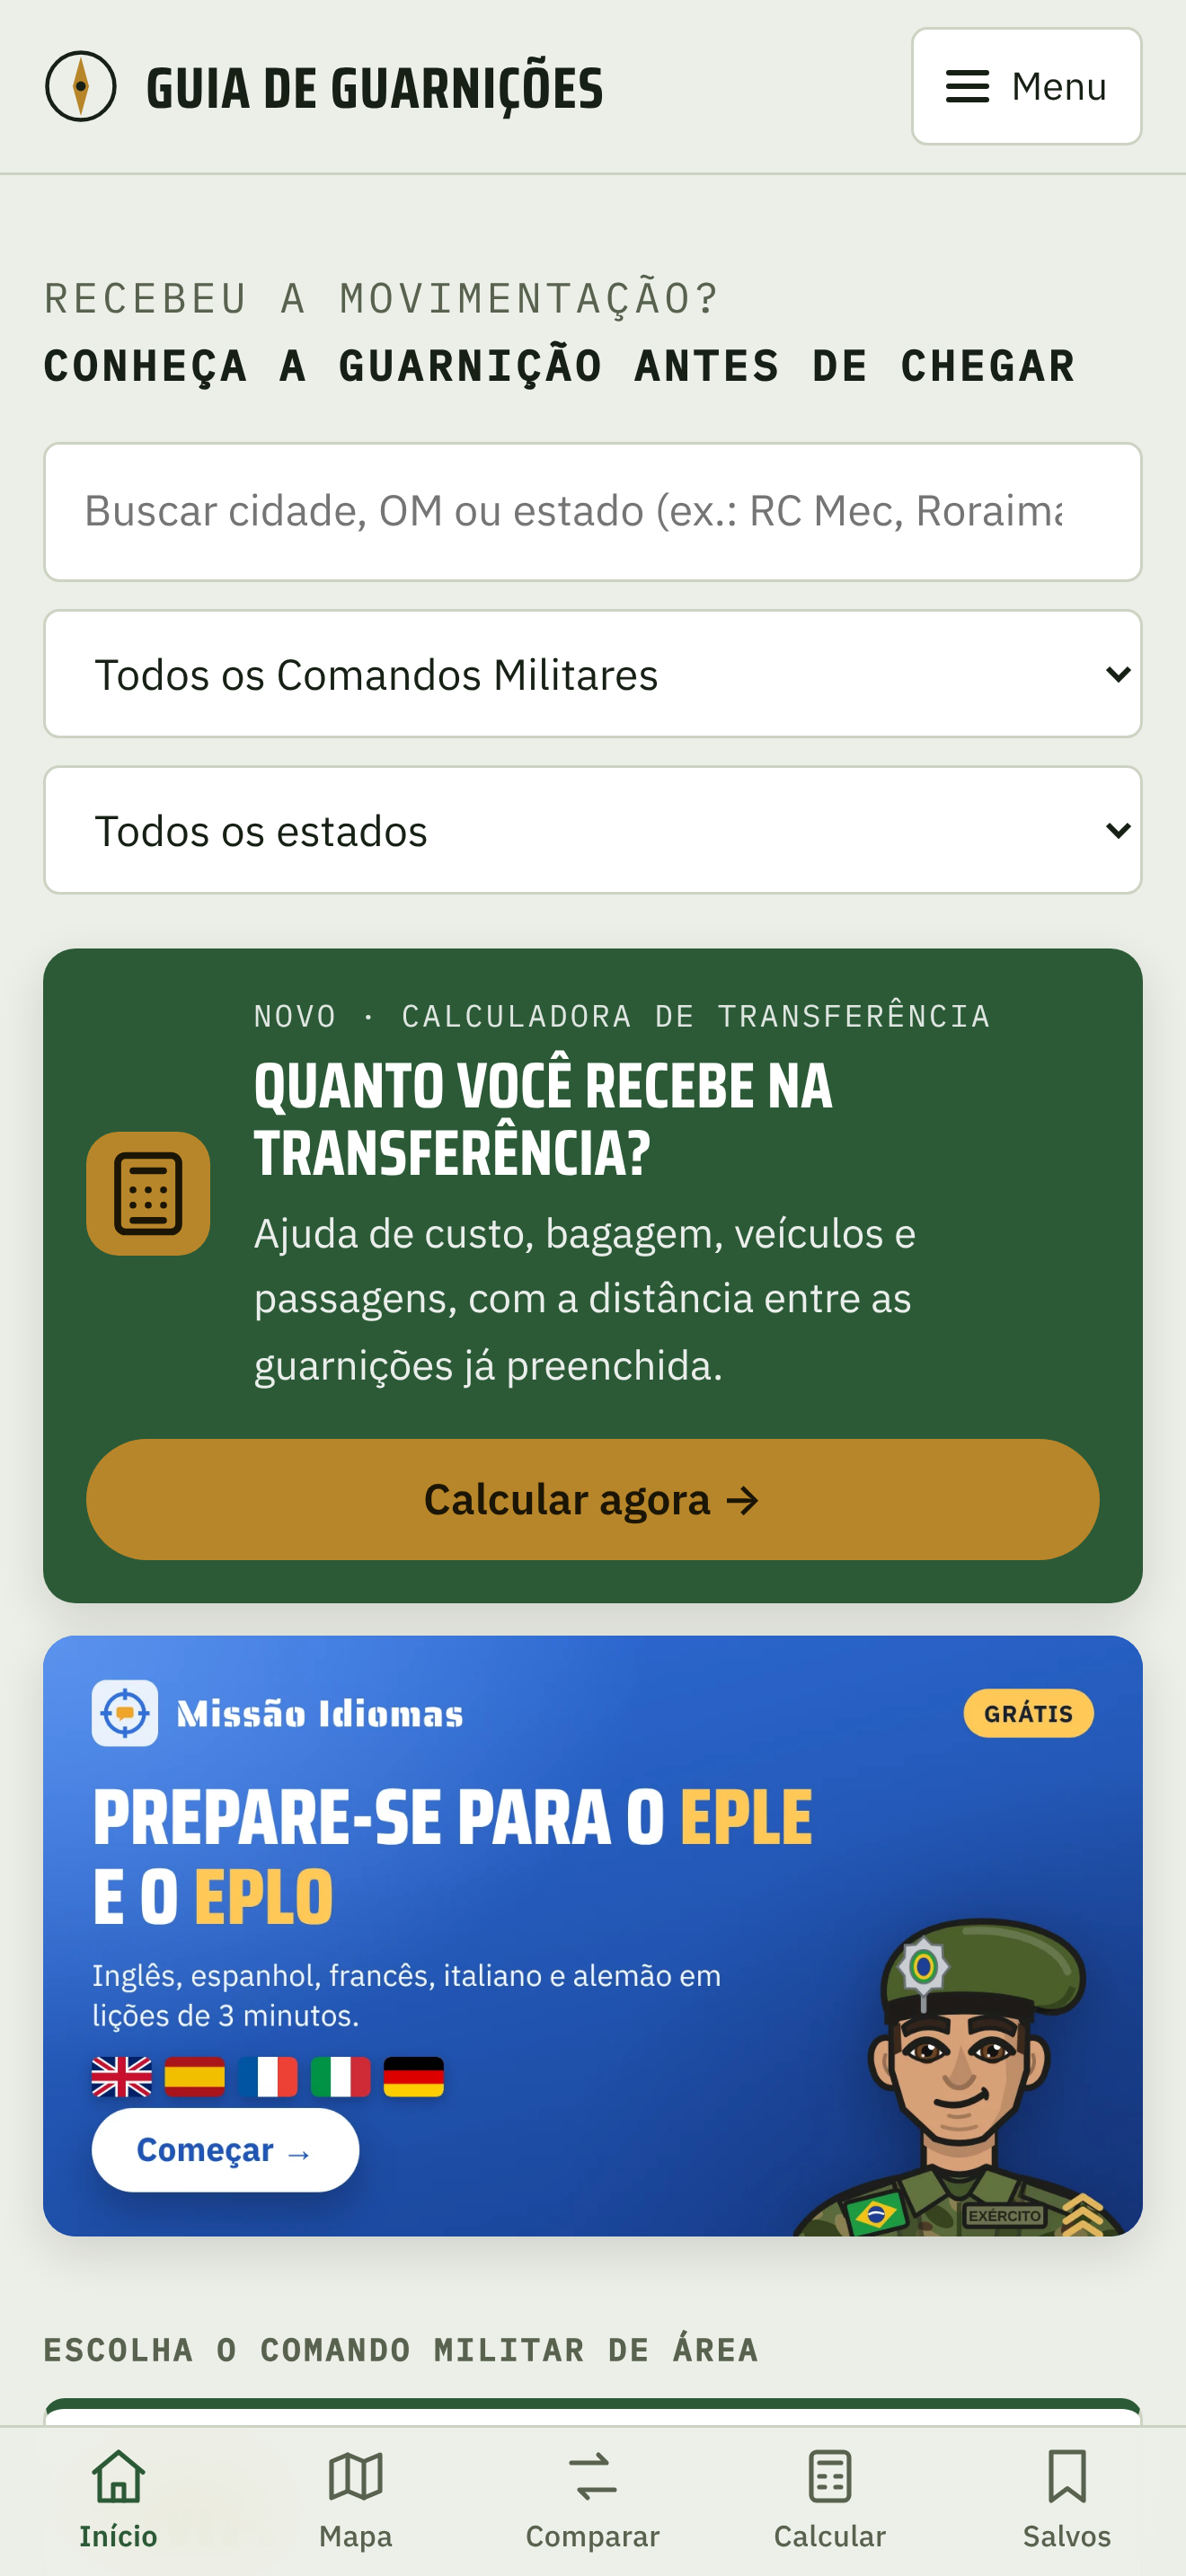 GUIA DE GUARNIÇÕES
Menu
RECEBEU A MOVIMENTAÇÃO?
CONHEÇA A GUARNIÇÃO ANTES DE CHEGAR
Buscar cidade, OM ou estado (ex.: RC Mec, Roraima
Todos os Comandos Militares
Todos os estados
NOVO · CALCULADORA DE TRANSFERÊNCIA
QUANTO VOCÊ RECEBE NA
TRANSFERÊNCIA?
Ajuda de custo, bagagem, veículos e
passagens, com a distância entre as
guarnições já preenchida.
Calcular agora →
Missão Idiomas
GRÁTIS
PREPARE-SE PARA O EPLE
E O EPLO
Inglês, espanhol, francês, italiano e alemão em
lições de 3 minutos.
Começar →
EXÉRCITO
ESCOLHA O COMANDO MILITAR DE ÁREA
Início
Mapa
Comparar
Calcular
Salvos